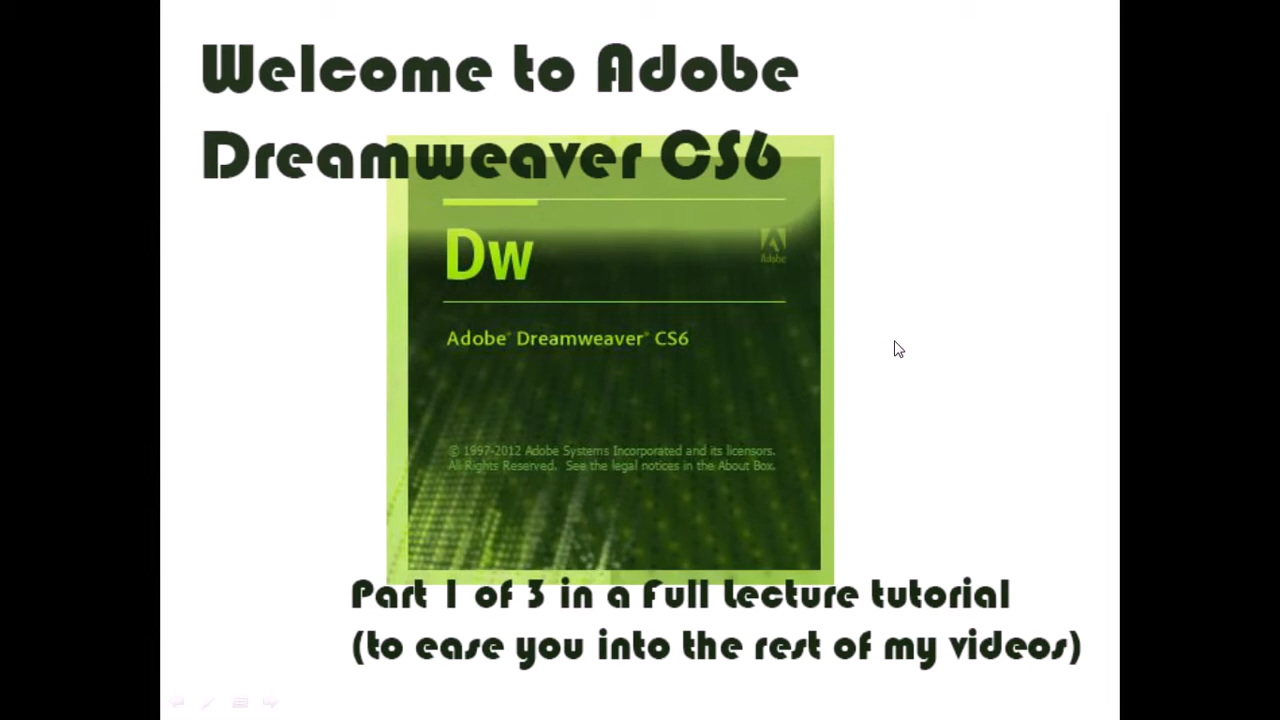 Welcome to Adobe
Dreamweaver CS6
Dw
Adobe
Adobe® Dreamweaver® CS6
© 1997-2012 Adobe Systems Incorporated and its licensors.
All Rights Reserved. See the legal notices in the About Box.
Part 1 of 3 in a Full Lecture tutorial
(to ease you into the rest of my videos)